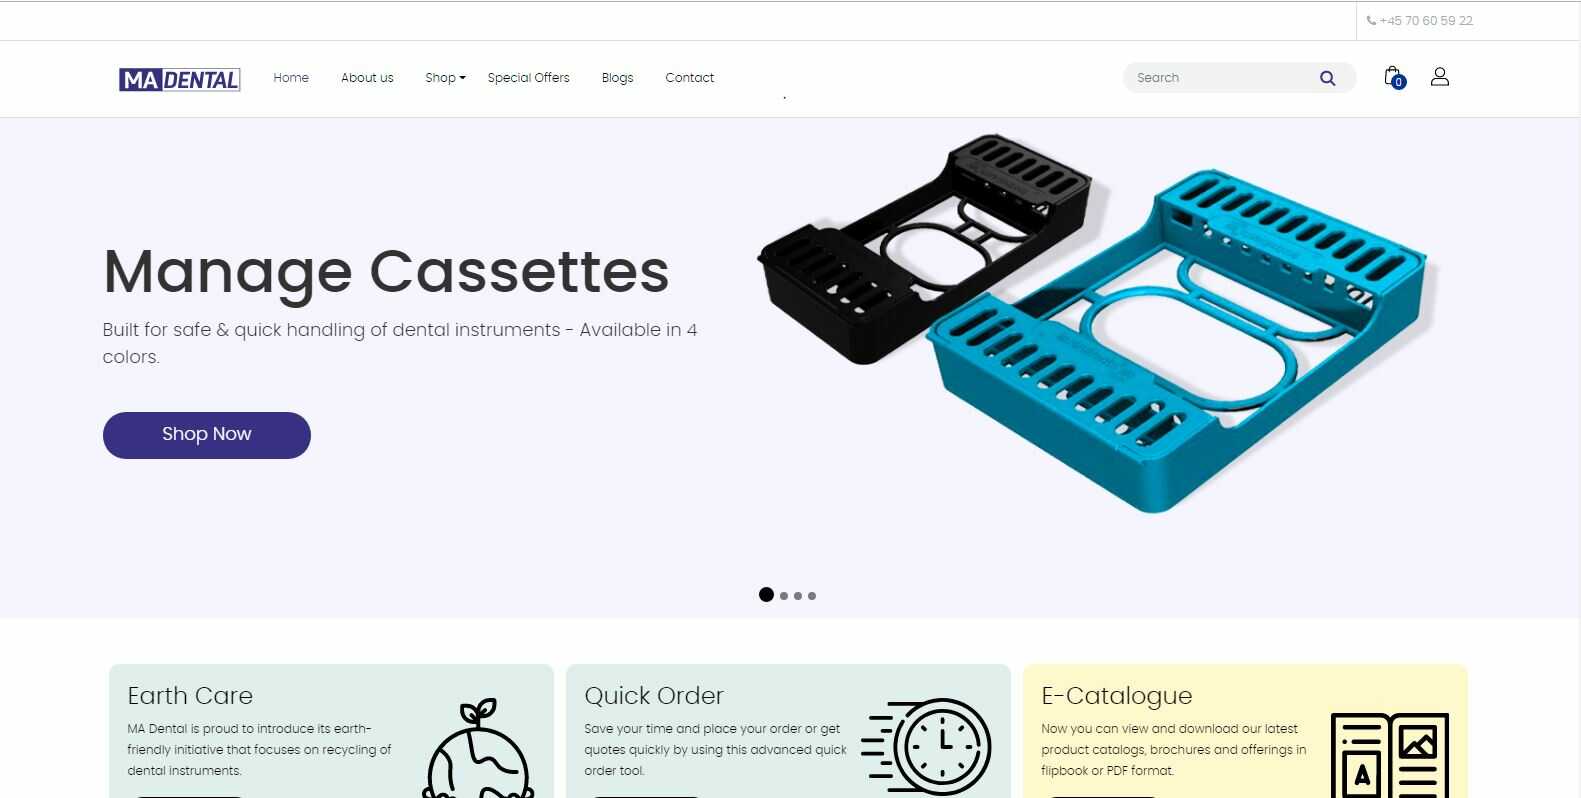 +45 70 60 59 22
MA DENTAL
Home About us Shop Special Offers Blogs Contact
Search
0
Manage Cassettes
Built for safe & quick handling of dental instruments - Available in 4
colors.
Shop Now
Earth Care
MA Dental is proud to introduce its earth-
friendly initiative that focuses on recycling of
dental instruments.
Quick Order
Save your time and place your order or get
quotes quickly by using this advanced quick
order tool.
E-Catalogue
Now you can view and download our latest
product catalogs, brochures and offerings in
flipbook or PDF format.
A